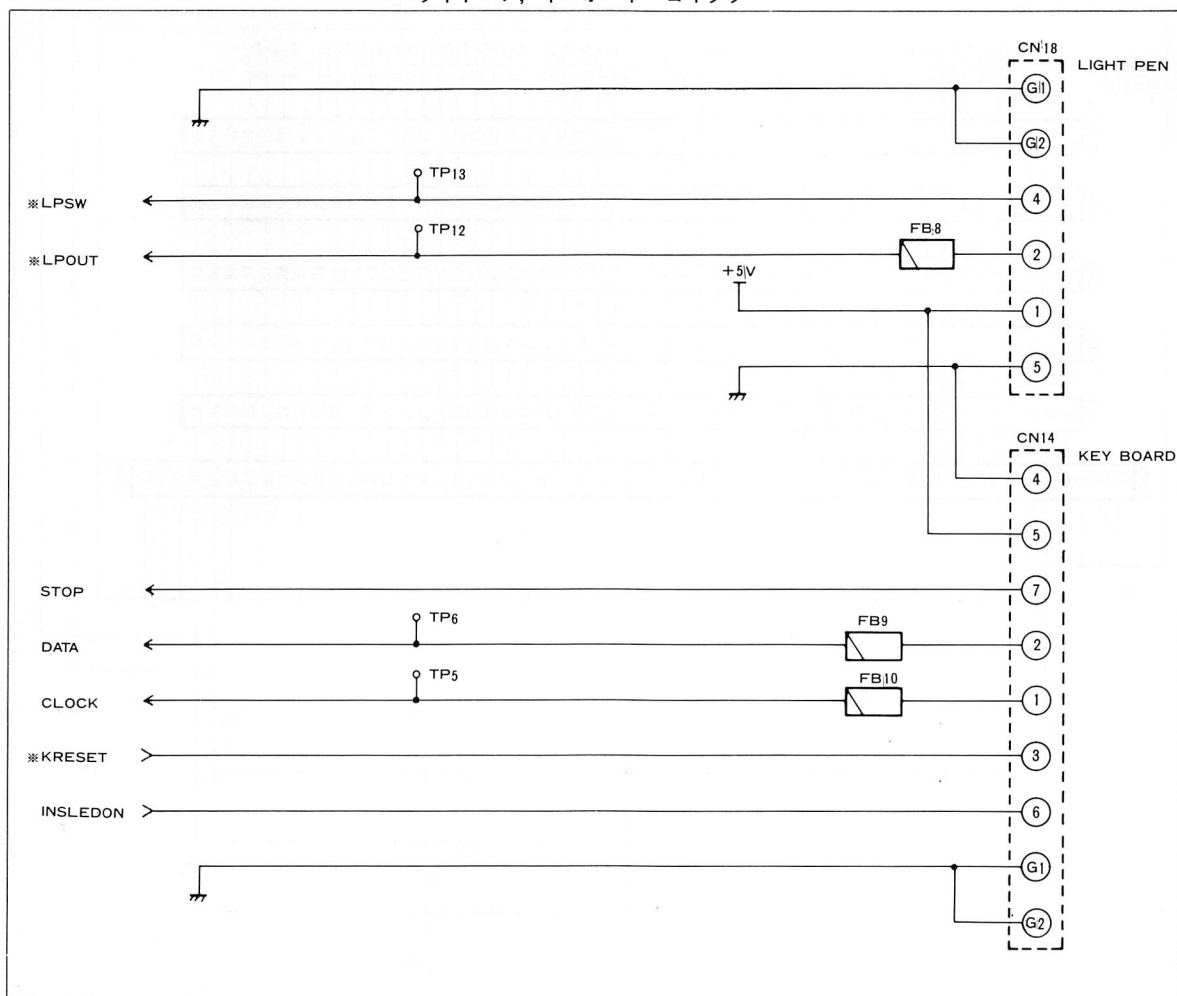 CN18
LIGHT PEN
G1
G2
TP13
※LPSW
4
TP12
FB8
※LPOUT
2
+5V
1
5
CN14
KEY BOARD
4
5
STOP
7
TP6
FB9
DATA
2
TP5
FB10
CLOCK
1
※KRESET
3
INSLEDON
6
G1
G2